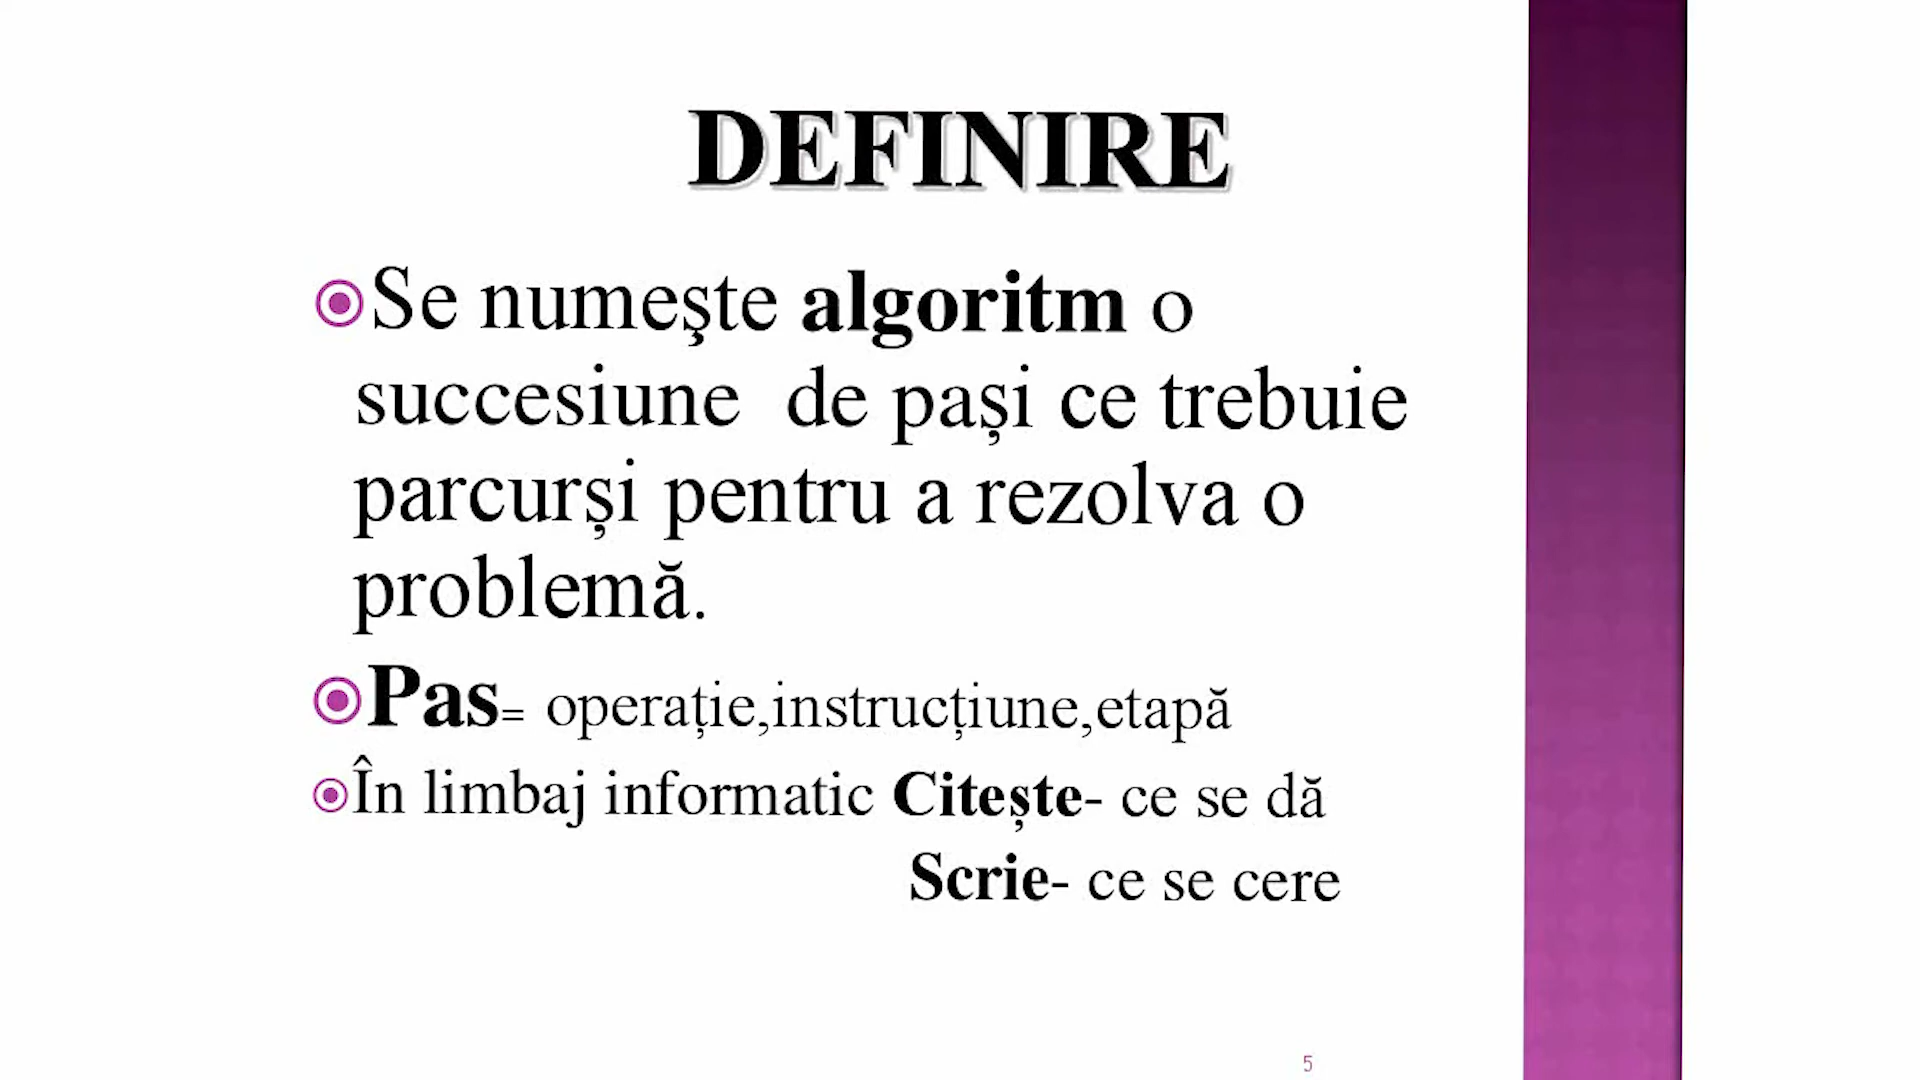 DEFINIRE
Se numeşte algoritm o
succesiune de pași ce trebuie
parcurși pentru a rezolva o
problemă.
Pas= operație,instrucțiune,etapă
În limbaj informatic Citește- ce se dă
Scrie- ce se cere
5